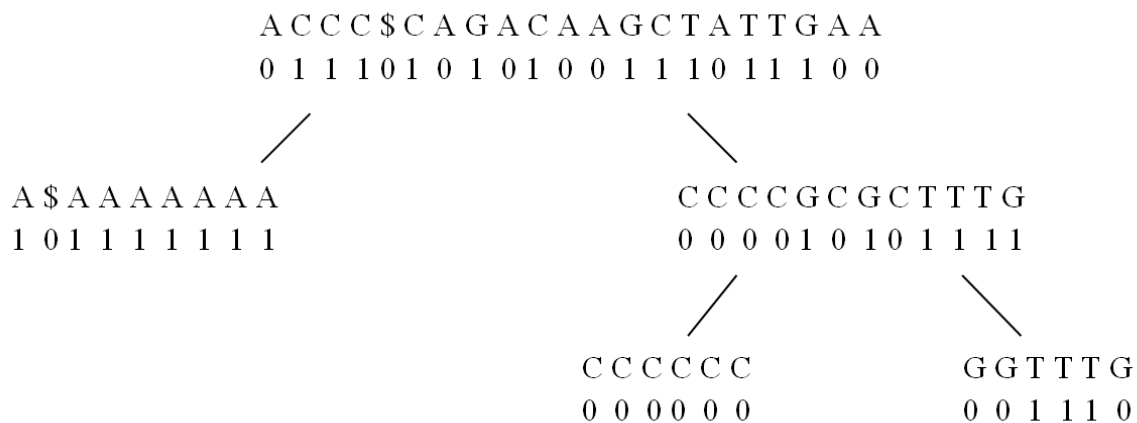 A C C C $ C A G A C A A G C T A T T G A A
0 1 1 1 0 1 0 1 0 1 0 0 1 1 1 0 1 1 1 0 0
A $ A A A A A A A
1 0 1 1 1 1 1 1 1
C C C C G C G C T T T G
0 0 0 0 1 0 1 0 1 1 1 1
C C C C C C
0 0 0 0 0 0
G G T T T G
0 0 1 1 1 0